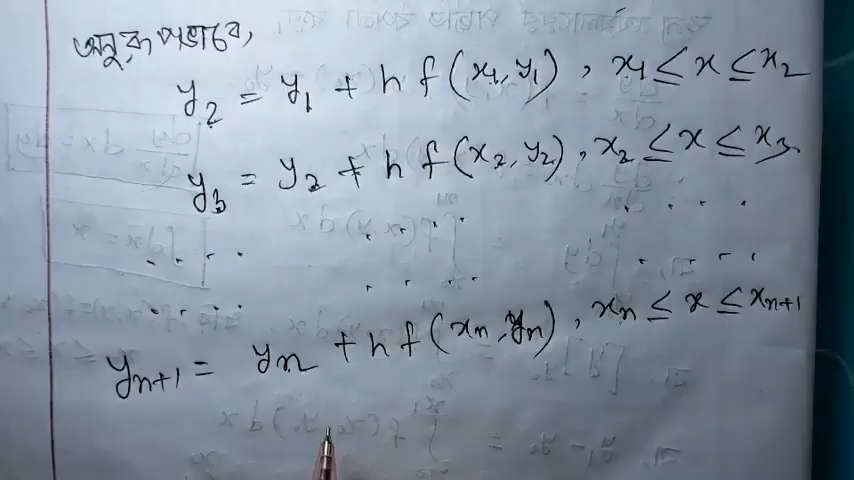 অনুরূপভাবে,
y₂ = y₁ + h f(x₁, y₁), x₁ ≤ x ≤ x₂
y₃ = y₂ + h f(x₂, y₂), x₂ ≤ x ≤ x₃
yₙ₊₁ = yₙ + h f(xₙ, yₙ), xₙ ≤ x ≤ xₙ₊₁